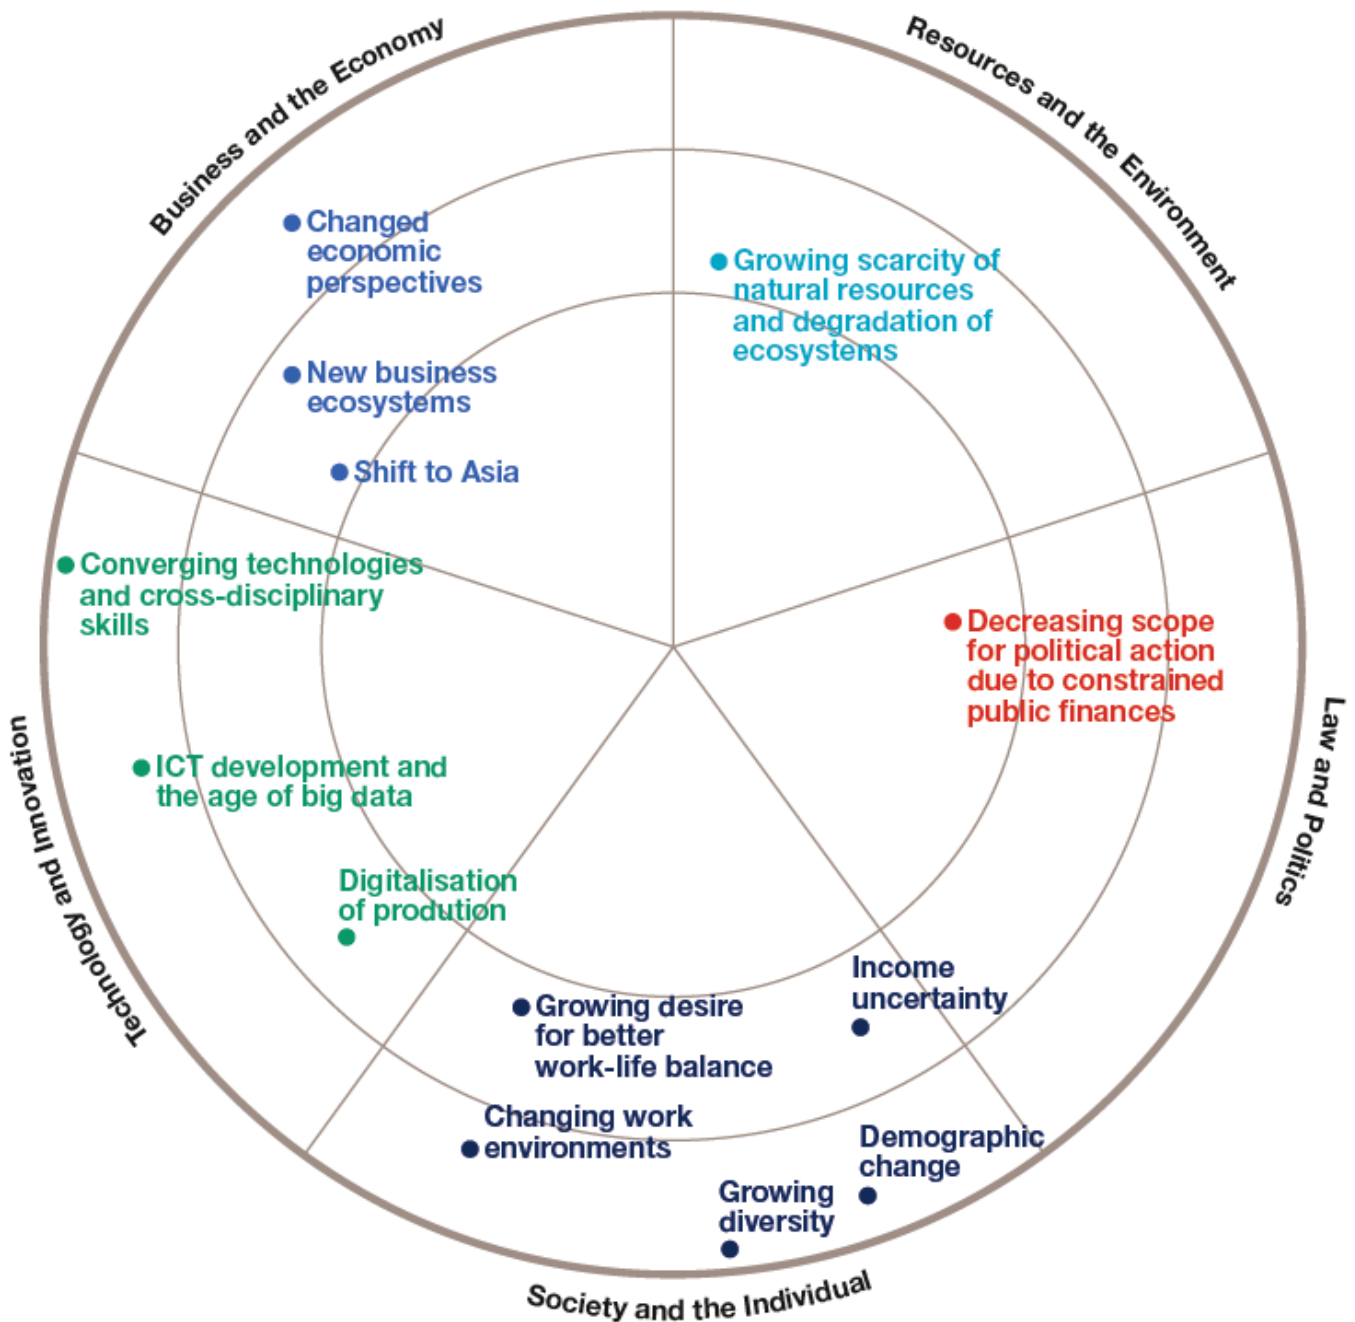 Business and the Economy
Resources and the Environment
Changed
economic
perspectives
Growing scarcity of
natural resources
and degradation of
ecosystems
New business
ecosystems
Shift to Asia
Converging technologies
and cross-disciplinary
skills
Decreasing scope
for political action
due to constrained
public finances
Law and Politics
Technology and Innovation
ICT development and
the age of big data
Digitalisation
of prodution
Income
uncertainty
Growing desire
for better
work-life balance
Changing work
environments
Demographic
change
Growing
diversity
Society and the Individual